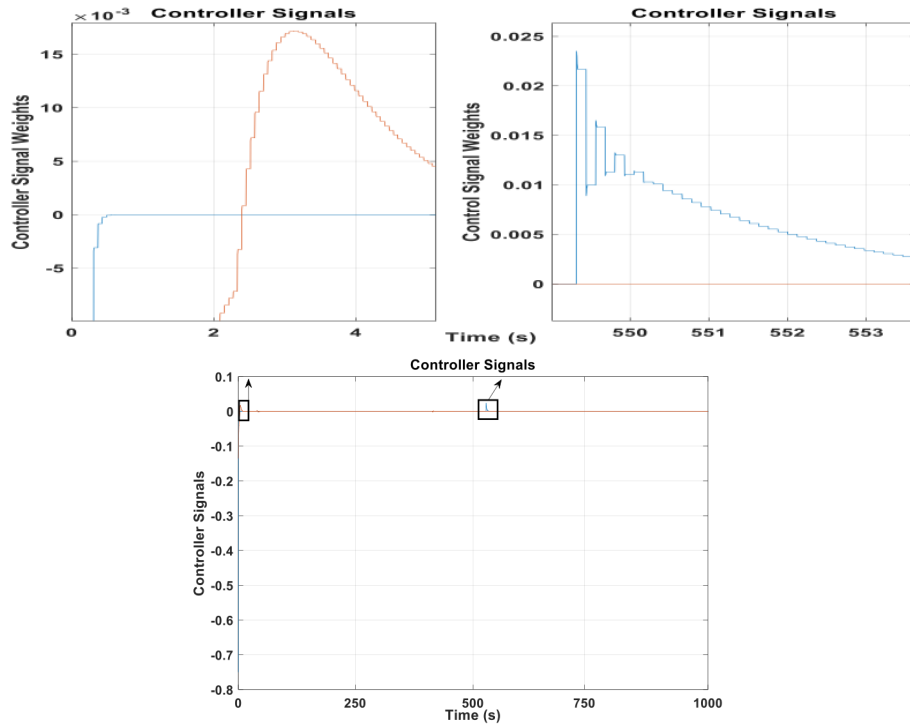 Controller Signals
× 10⁻³
15
10
5
0
-5
0 2 4
Controller Signal Weights
Controller Signals
0.025
0.02
0.015
0.01
0.005
0
550 551 552 553
Control Signal Weights
Time (s)
Controller Signals
0.1
0
-0.1
-0.2
-0.3
-0.4
-0.5
-0.6
-0.7
-0.8
0 250 500 750 1000
Controller Signals
Time (s)